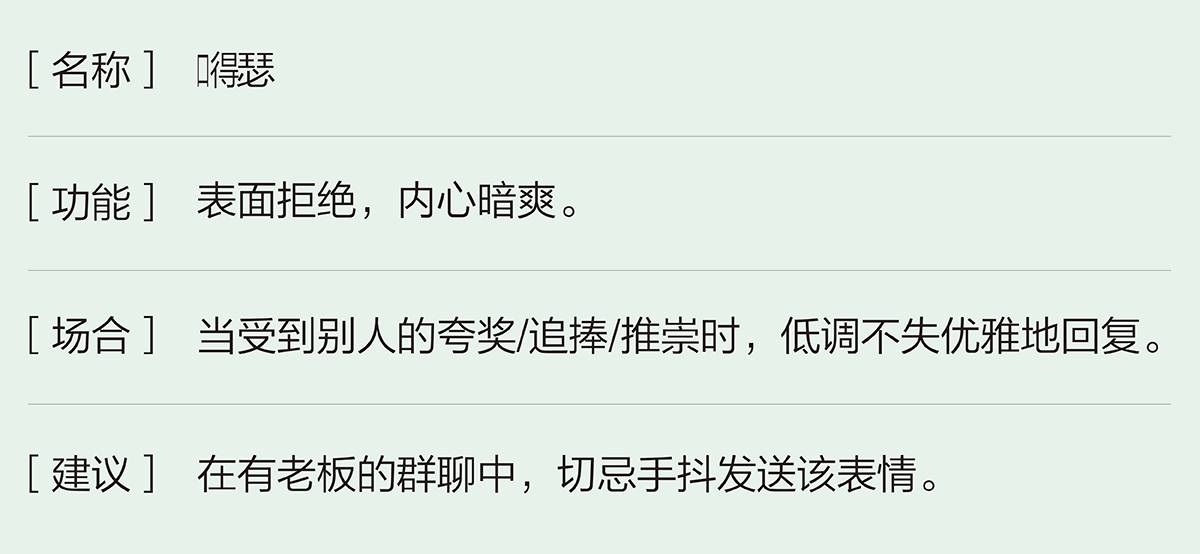 [ 名称 ] 得瑟
[ 功能 ] 表面拒绝，内心暗爽。
[ 场合 ] 当受到别人的夸奖/追捧/推崇时，低调不失优雅地回复。
[ 建议 ] 在有老板的群聊中，切忌手抖发送该表情。